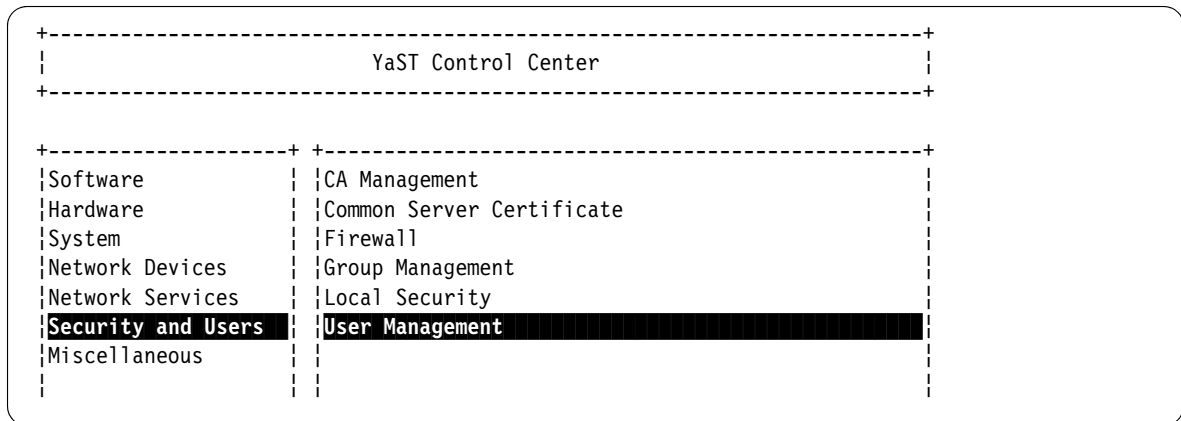 YaST Control Center
Software CA Management
Hardware Common Server Certificate
System Firewall
Network Devices Group Management
Network Services Local Security
Security and Users User Management
Miscellaneous